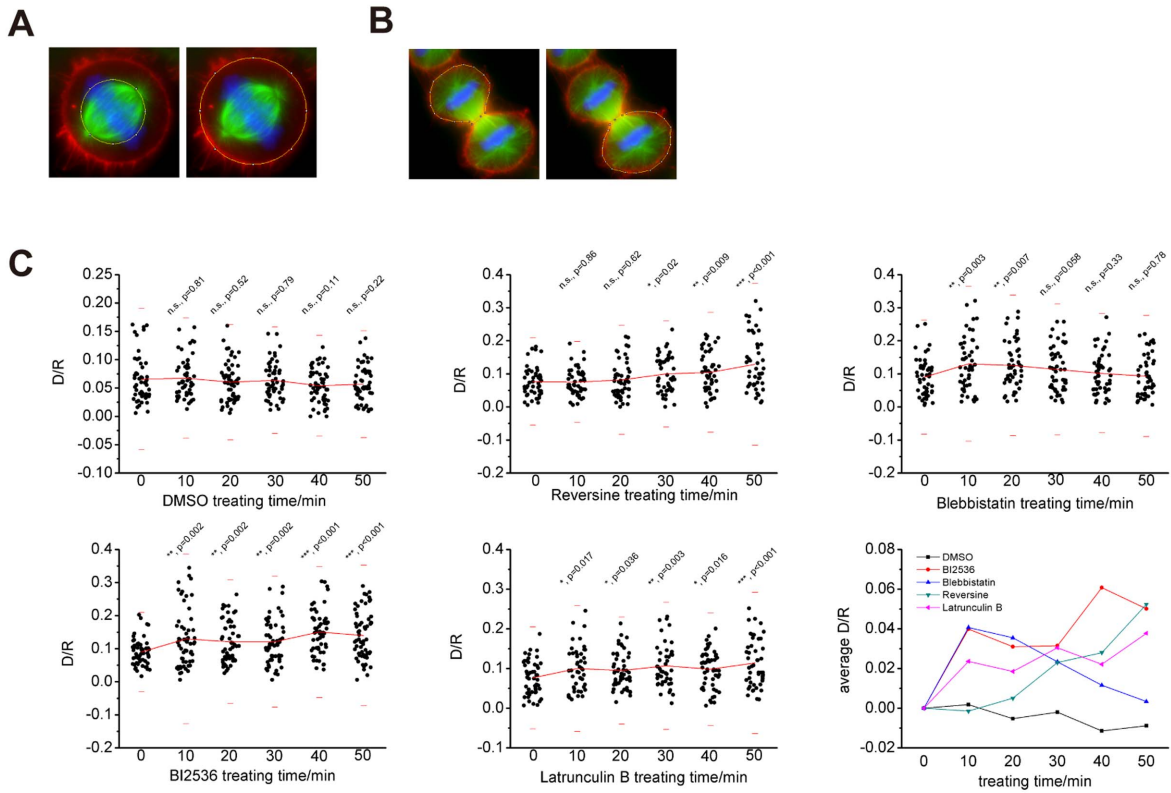 A
B
C
0.25
0.20
0.15
0.10
0.05
0.00
-0.05
-0.10
D/R
n.s., p=0.81
n.s., p=0.52
n.s., p=0.79
n.s., p=0.11
n.s., p=0.22
0 10 20 30 40 50
DMSO treating time/min
0.4
0.3
0.2
0.1
0.0
-0.1
-0.2
D/R
n.s., p=0.86
n.s., p=0.62
*, p=0.02
**, p=0.009
***, p<0.001
0 10 20 30 40 50
Reversine treating time/min
0.4
0.3
0.2
0.1
0.0
0.1
0.2
D/R
**, p=0.003
**, p=0.007
n.s., p=0.058
n.s., p=0.33
n.s., p=0.78
0 10 20 30 40 50
Blebbistatin treating time/min
0.4
0.3
0.2
0.1
0.0
0.1
-0.2
D/R
**, p=0.002
**, p=0.002
**, p=0.002
***, p<0.001
***, p<0.001
0 10 20 30 40 50
BI2536 treating time/min
0.4
0.3
0.2
0.1
0.0
-0.1
D/R
*, p=0.017
*, p=0.036
**, p=0.003
*, p=0.016
***, p<0.001
0 10 20 30 40 50
Latrunculin B treating time/min
0.08
0.06
0.04
0.02
0.00
-0.02
average D/R
DMSO
BI2536
Blebbistatin
Reversine
Latrunculin B
0 10 20 30 40 50
treating time/min